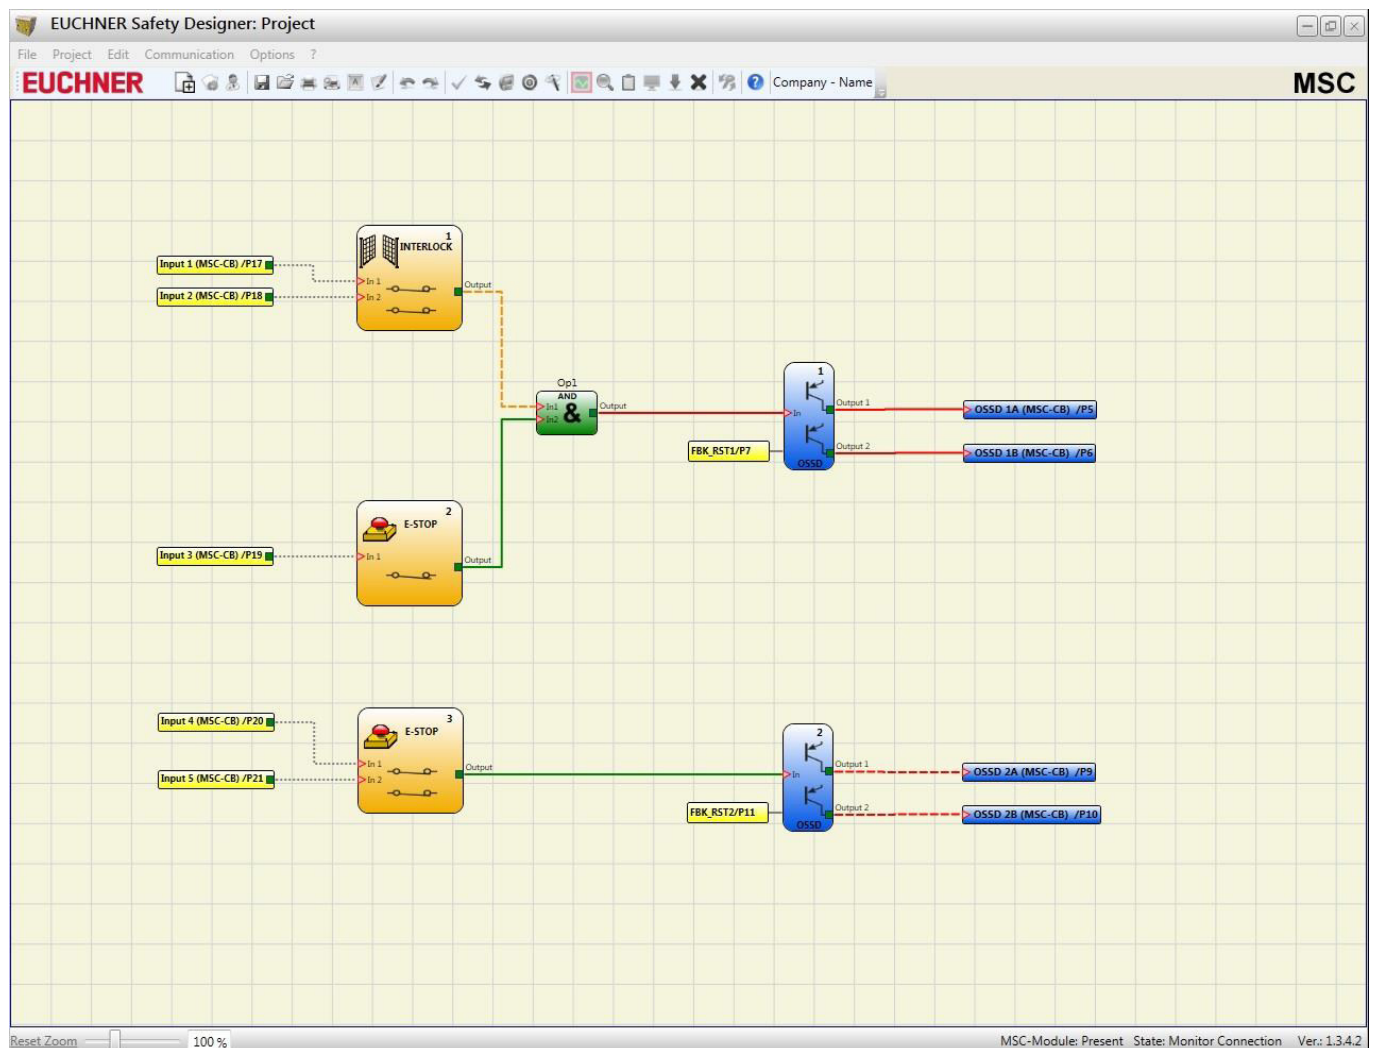 EUCHNER Safety Designer: Project
File Project Edit Communication Options ?
EUCHNER Company - Name MSC
1
INTERLOCK
Input 1 (MSC-CB) /P17
In 1
Output
Input 2 (MSC-CB) /P18
In 2
Op1
AND
In1
&
Output
In2
1
In
Output 1
OSSD 1A (MSC-CB) /P5
FBK_RST1/P7
Output 2
OSSD 1B (MSC-CB) /P6
OSSD
2
E-STOP
Input 3 (MSC-CB) /P19
In 1
Output
3
E-STOP
Input 4 (MSC-CB) /P20
In 1
Output
Input 5 (MSC-CB) /P21
In 2
2
In
Output 1
OSSD 2A (MSC-CB) /P9
FBK_RST2/P11
Output 2
OSSD 2B (MSC-CB) /P10
OSSD
Reset Zoom 100 % MSC-Module: Present State: Monitor Connection Ver.: 1.3.4.2